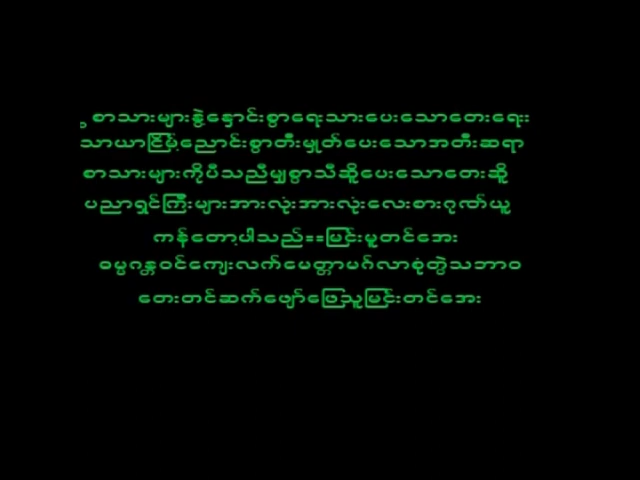 စာသားများနွဲ့နှောင်းစွာရေးသားပေးသောတေးရေး
သာယာငြိမ့်ညောင်းစွာတီးမှုတ်ပေးသောအတီးဆရာ
စာသားများကိုပီသညီမျှစွာသီဆိူပေးသောတေးဆိူ
ပညာရှင်ကြီးများအားလုံးအားလုံးလေးစားဂုဏ်ယူ
ကန်တော့ပါသည်==မြင်းမူတင်အေး
ဓမ္မဂန္တဝင်ကျေးလက်မေတ္တာမဂ်လာစုံတွဲသဘာဝ
တေးတင်ဆက်ဖျော်ဖြေသူမြင်းတင်အေး